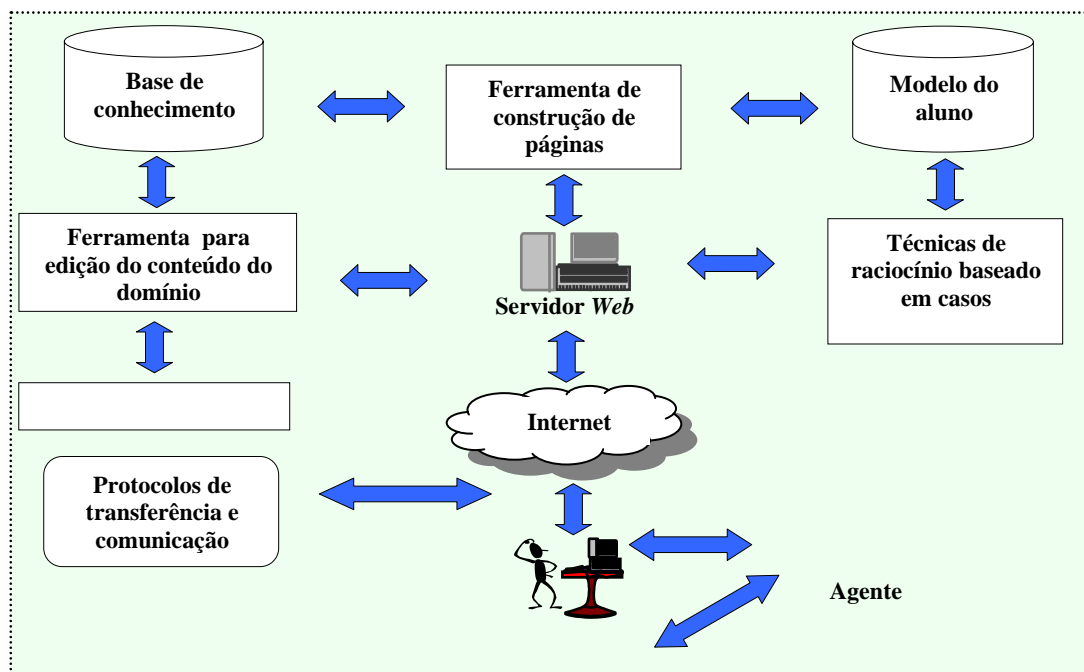 Base de
conhecimento
Ferramenta de
construção de
páginas
Modelo do
aluno
Ferramenta para
edição do conteúdo do
domínio
Servidor Web
Técnicas de
raciocínio baseado
em casos
Internet
Protocolos de
transferência e
comunicação
Agente